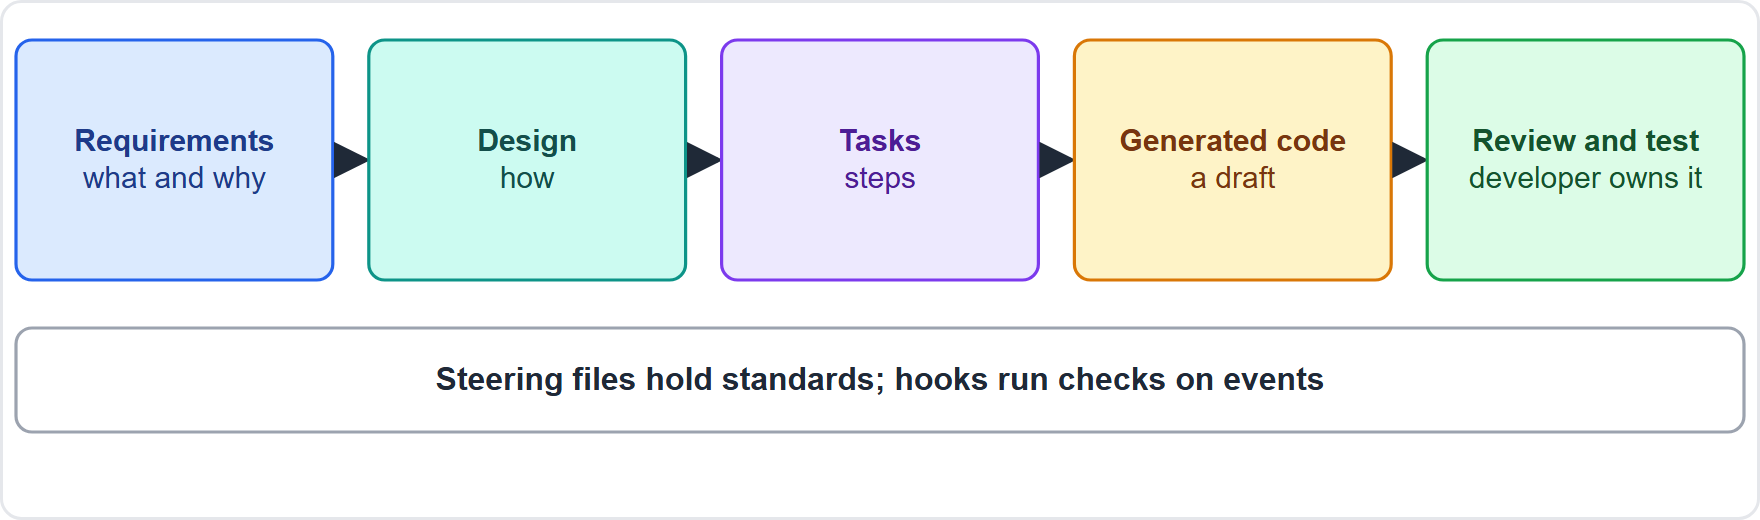 Requirements
what and why
Design
how
Tasks
steps
Generated code
a draft
Review and test
developer owns it
Steering files hold standards; hooks run checks on events